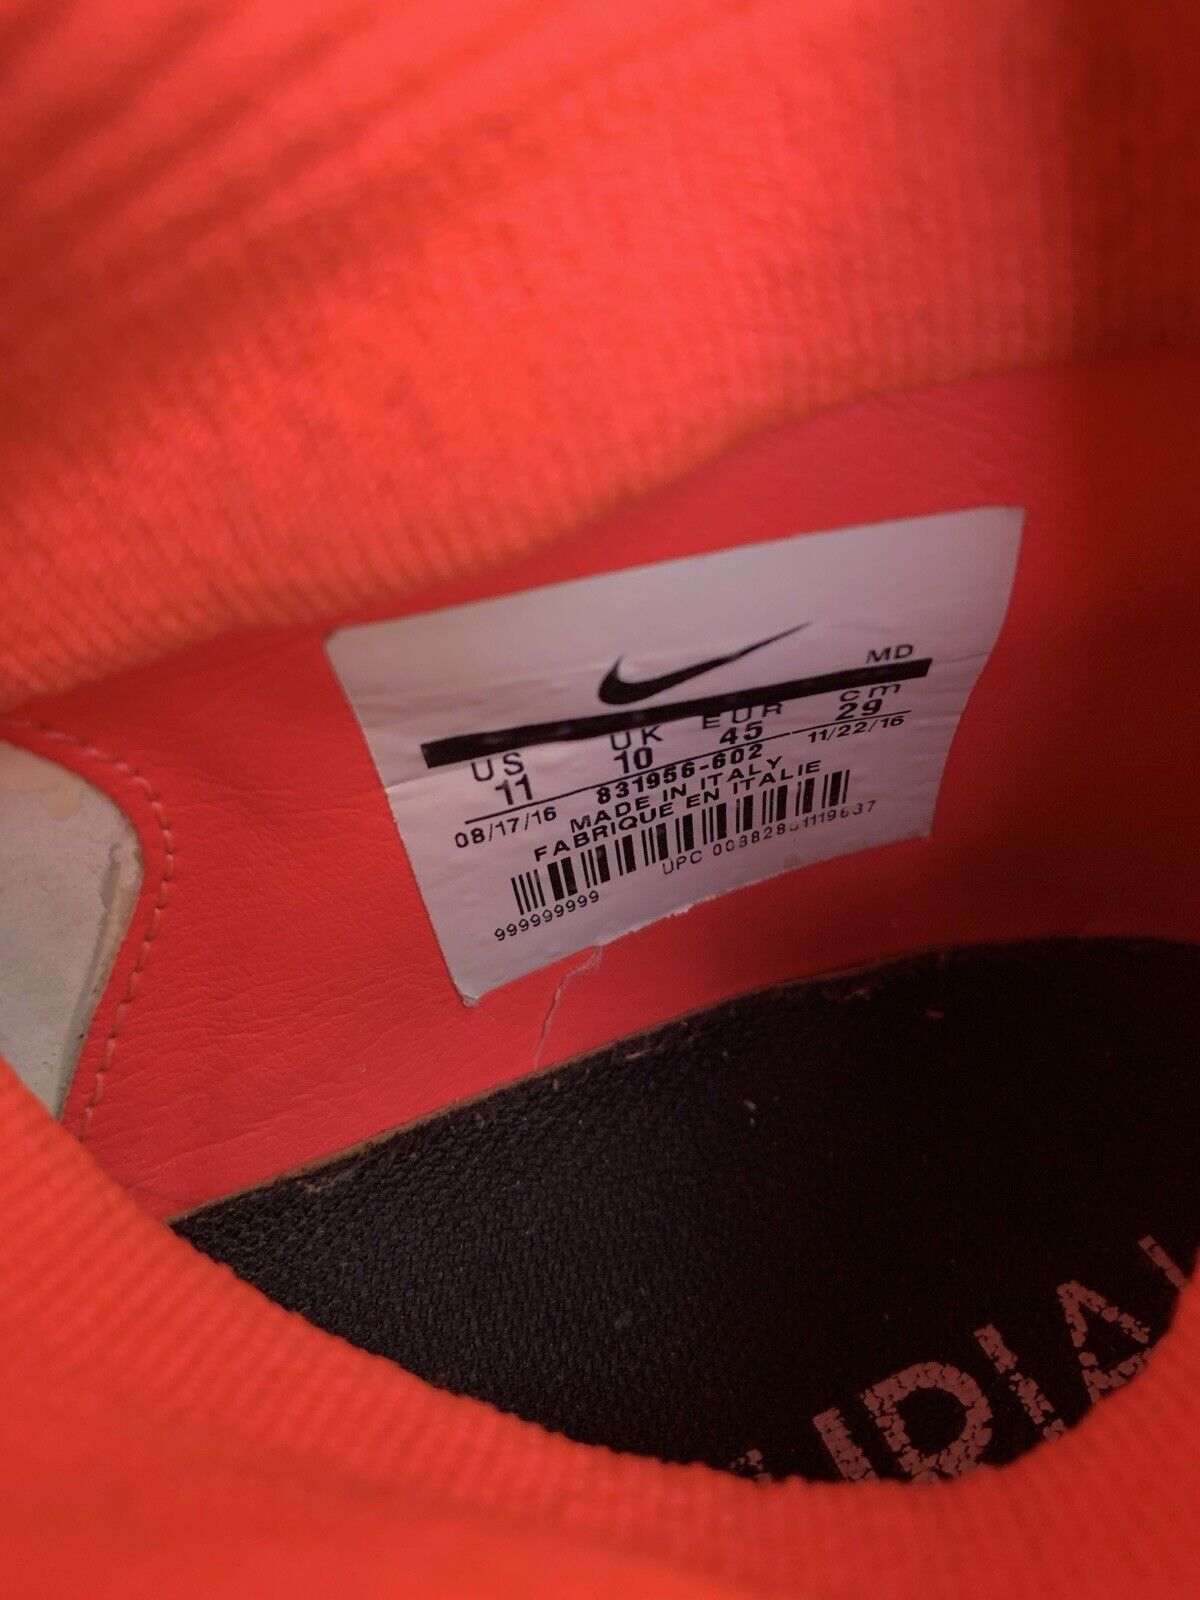 MD
US UK EUR cm
11 10 45 29
08/17/16 831956-602 11/22/16
MADE IN ITALY
FABRIQUE EN ITALIE
999999999 UPC